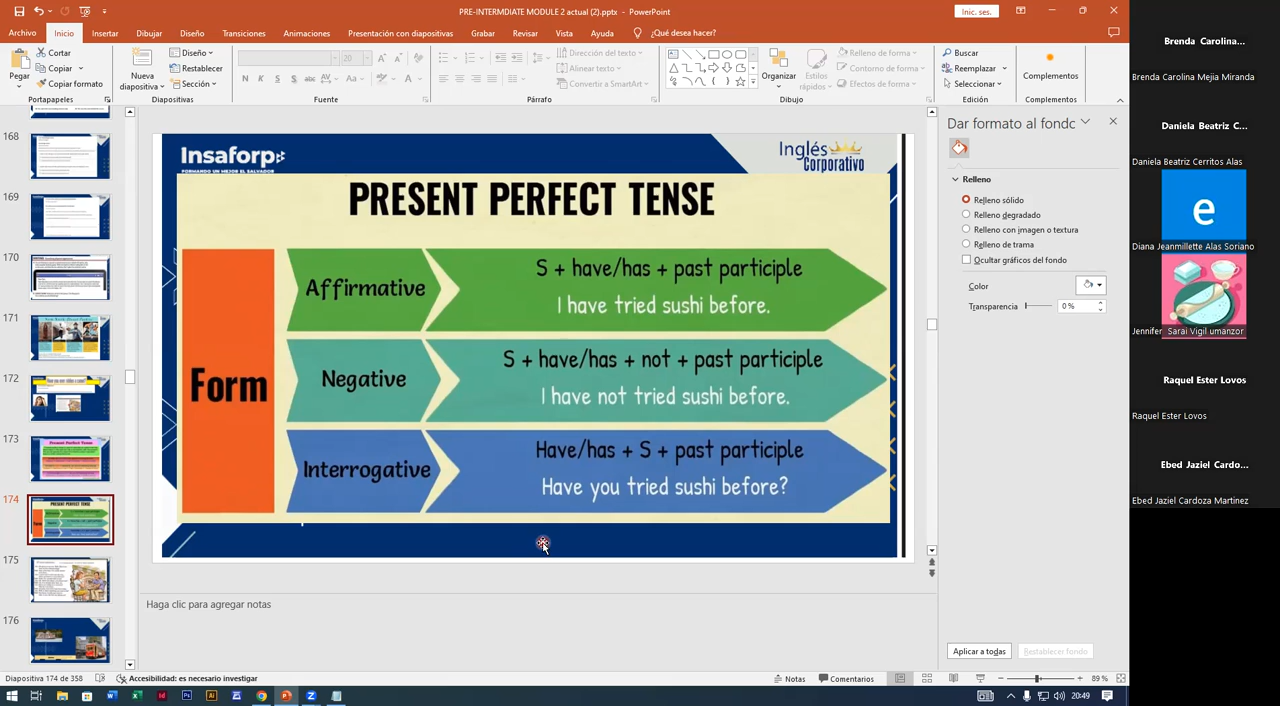 PRE-INTERMDIATE MODULE 2 actual (2).pptx - PowerPoint
Inic. ses.
Archivo Inicio Insertar Dibujar Diseño Transiciones Animaciones Presentación con diapositivas Grabar Revisar Vista Ayuda ¿Qué desea hacer?
Pegar
Cortar
Copiar
Copiar formato
Portapapeles
Nueva
diapositiva
Diseño
Restablecer
Sección
Diapositivas
20
N K S S abc AV Aa A A
Fuente
Párrafo
Dirección del texto
Alinear texto
Convertir a SmartArt
Organizar
Estilos
rápidos
Relleno de forma
Contorno de forma
Efectos de forma
Dibujo
Buscar
Reemplazar
Seleccionar
Edición
Complementos
Complementos
168
169
170
171
172
173
Present Perfect Tense
174
PRESENT PERFECT TENSE
175
176
Insaforp
FORMANDO UN MEJOR EL SALVADOR
Inglés
Corporativo
PRESENT PERFECT TENSE
Form
Affirmative
S + have/has + past participle
I have tried sushi before.
Negative
S + have/has + not + past participle
I have not tried sushi before.
Interrogative
Have/has + S + past participle
Have you tried sushi before?
Haga clic para agregar notas
Dar formato al fondo
Relleno
Relleno sólido
Relleno degradado
Relleno con imagen o textura
Relleno de trama
Ocultar gráficos del fondo
Color
Transparencia 0 %
Aplicar a todas
Restablecer fondo
Brenda Carolina...
Brenda Carolina Mejia Miranda
Daniela Beatriz C...
Daniela Beatriz Cerritos Alas
e
Diana Jeanmillette Alas Soriano
Jennifer Sarai Vigil umanzor
Raquel Ester Lovos
Raquel Ester Lovos
Ebed Jaziel Cardo...
Ebed Jaziel Cardoza Martinez
Diapositiva 174 de 358
Accesibilidad: es necesario investigar
Notas
Comentarios
89 %
20:49